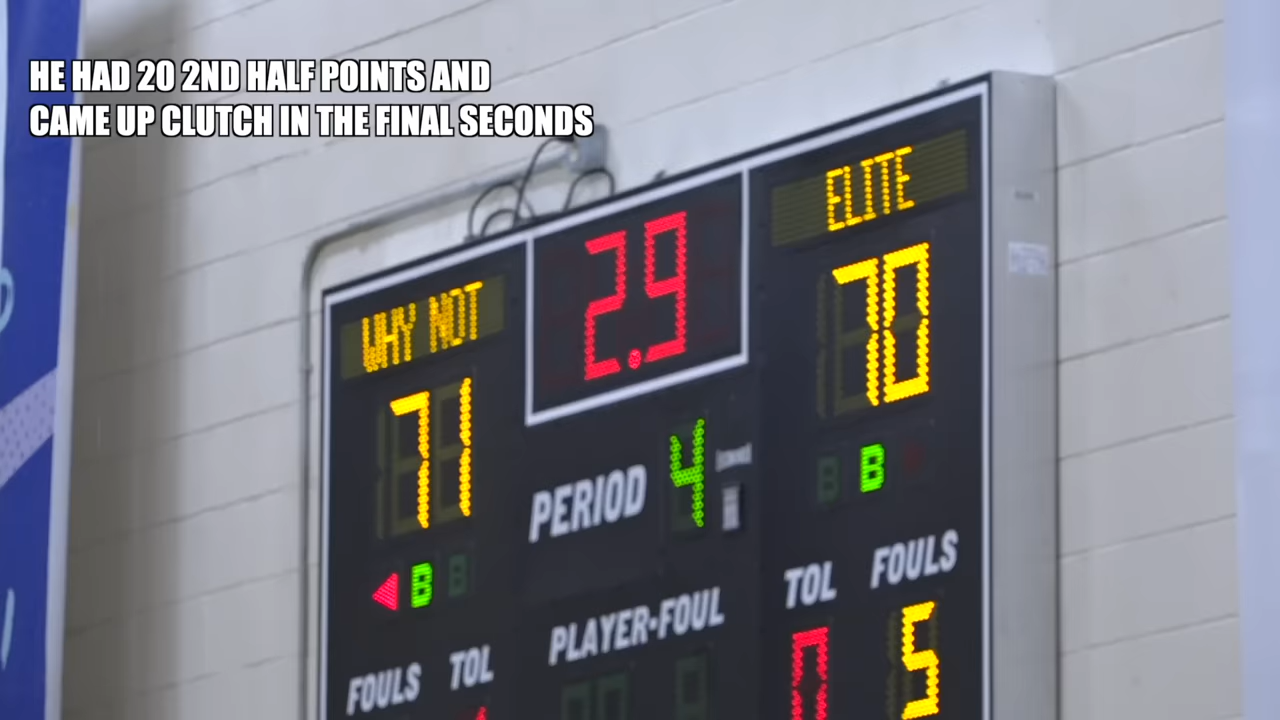 HE HAD 20 2ND HALF POINTS AND
CAME UP CLUTCH IN THE FINAL SECONDS
WHY NOT
ELITE
2.9
71
70
PERIOD 4
B
B
PLAYER-FOUL
FOULS TOL
TOL FOULS
0 5